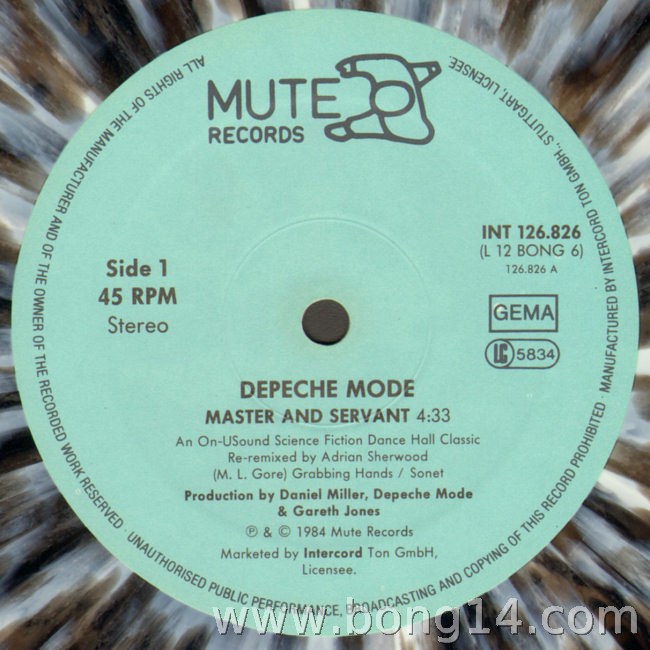 MUTE
RECORDS
Side 1
45 RPM
Stereo
INT 126.826
(L 12 BONG 6)
126.826 A
GEMA
LC 5834
DEPECHE MODE
MASTER AND SERVANT 4:33
An On-USound Science Fiction Dance Hall Classic
Re-remixed by Adrian Sherwood
(M. L. Gore) Grabbing Hands / Sonet
Production by Daniel Miller, Depeche Mode
& Gareth Jones
℗ & © 1984 Mute Records
Marketed by Intercord Ton GmbH,
Licensee.
ALL RIGHTS OF THE MANUFACTURER AND OF THE OWNER OF THE RECORDED WORK RESERVED · UNAUTHORISED PUBLIC PERFORMANCE, BROADCASTING AND COPYING OF THIS RECORD PROHIBITED · MANUFACTURED BY INTERCORD TON GMBH., STUTTGART, LICENSEE.
www.bong14.com